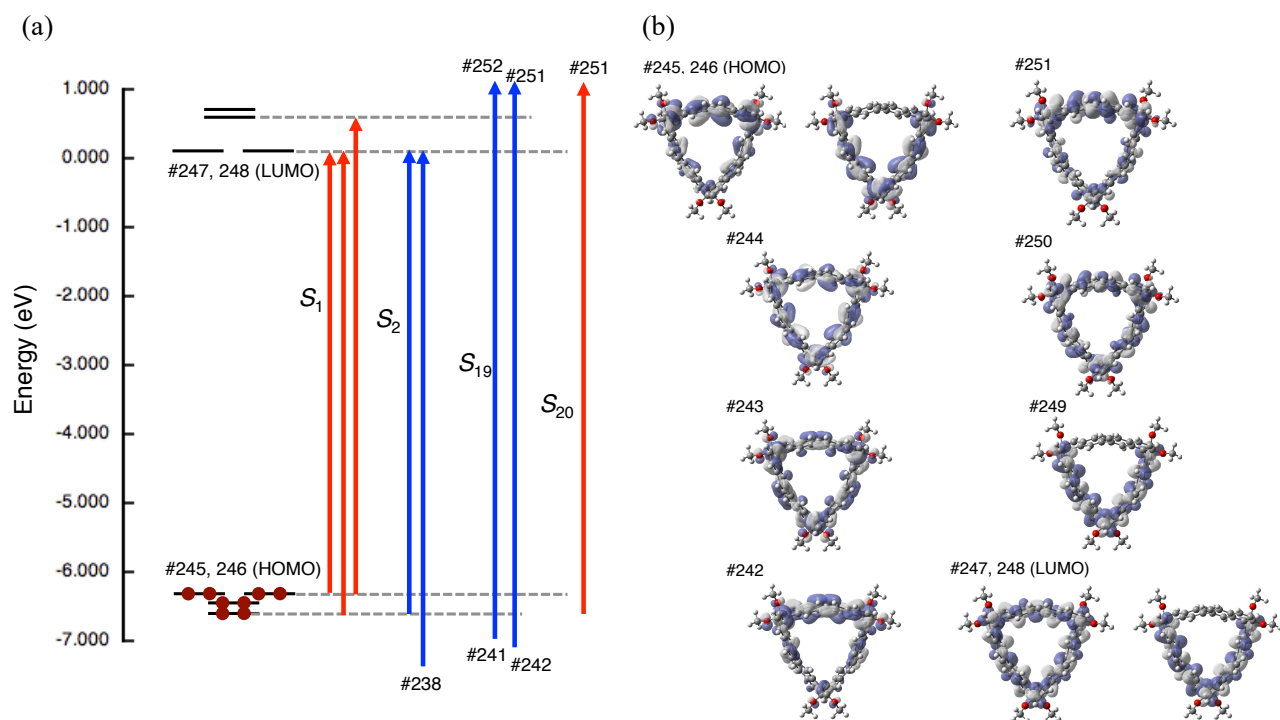 (a)
(b)
Energy (eV)
1.000
0.000
-1.000
-2.000
-3.000
-4.000
-5.000
-6.000
-7.000
#247, 248 (LUMO)
#245, 246 (HOMO)
S1
S2
S19
S20
#252
#251
#251
#241
#242
#238
#245, 246 (HOMO)
#251
#244
#250
#243
#249
#242
#247, 248 (LUMO)